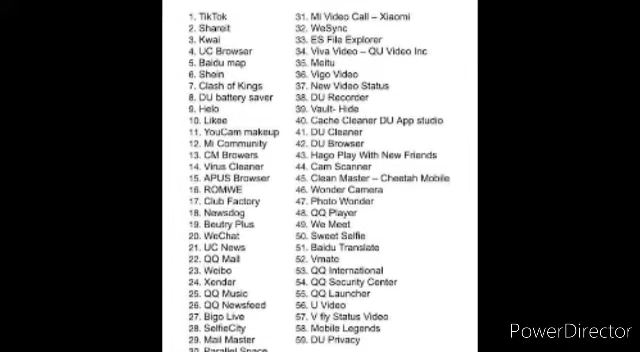 1. TikTok
2. Shareit
3. Kwai
4. UC Browser
5. Baidu map
6. Shein
7. Clash of Kings
8. DU battery saver
9. Helo
10. Likee
11. YouCam makeup
12. Mi Community
13. CM Browers
14. Virus Cleaner
15. APUS Browser
16. ROMWE
17. Club Factory
18. Newsdog
19. Beutry Plus
20. WeChat
21. UC News
22. QQ Mail
23. Weibo
24. Xender
25. QQ Music
26. QQ Newsfeed
27. Bigo Live
28. SelfieCity
29. Mail Master
30. Parallel Space
31. Mi Video Call – Xiaomi
32. WeSync
33. ES File Explorer
34. Viva Video – QU Video Inc
35. Meitu
36. Vigo Video
37. New Video Status
38. DU Recorder
39. Vault- Hide
40. Cache Cleaner DU App studio
41. DU Cleaner
42. DU Browser
43. Hago Play With New Friends
44. Cam Scanner
45. Clean Master – Cheetah Mobile
46. Wonder Camera
47. Photo Wonder
48. QQ Player
49. We Meet
50. Sweet Selfie
51. Baidu Translate
52. Vmate
53. QQ International
54. QQ Security Center
55. QQ Launcher
56. U Video
57. V fly Status Video
58. Mobile Legends
59. DU Privacy
PowerDirector